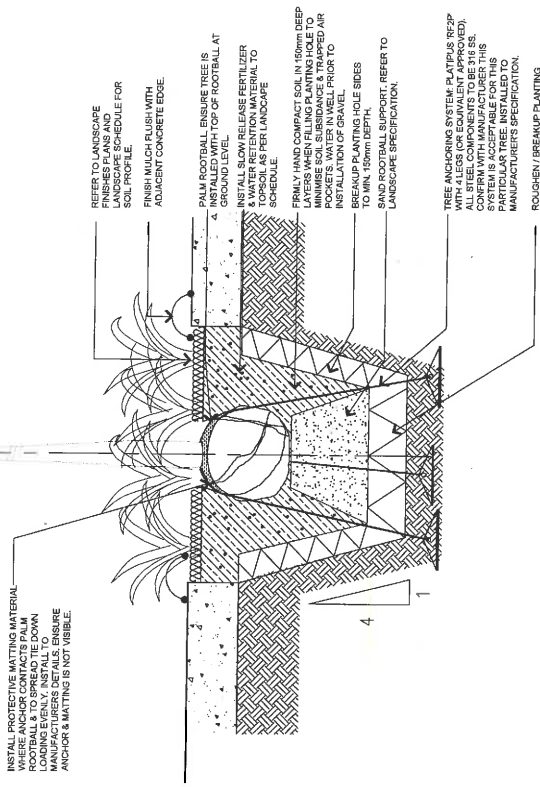 INSTALL PROTECTIVE MATTING MATERIAL
WHERE ANCHOR CONTACTS PALM
ROOTBALL & TO SPREAD TIE DOWN
LOADING EVENLY. INSTALL TO
MANUFACTURERS DETAILS. ENSURE
ANCHOR & MATTING IS NOT VISIBLE.
REFER TO LANDSCAPE
FINISHES PLANS AND
LANDSCAPE SCHEDULE FOR
SOIL PROFILE.
FINISH MULCH FLUSH WITH
ADJACENT CONCRETE EDGE.
PALM ROOTBALL. ENSURE TREE IS
INSTALLED WITH TOP OF ROOTBALL AT
GROUND LEVEL.
INSTALL SLOW RELEASE FERTILIZER
& WATER RETENTION MATERIAL TO
TOPSOIL AS PER LANDCAPE
SCHEDULE.
FIRMLY HAND COMPACT SOIL IN 150mm DEEP
LAYERS WHEN FILLING PLANTING HOLE TO
MINIMISE SOIL SUBSIDANCE & TRAPPED AIR
POCKETS. WATER IN WELL PRIOR TO
INSTALLATION OF GRAVEL.
BREAKUP PLANTING HOLE SIDES
TO MIN. 150mm DEPTH.
SAND ROOTBALL SUPPORT. REFER TO
LANDSCAPE SPECIFICATION.
TREE ANCHORING SYSTEM: PLATIPUS 'RF2P'
WITH 4 LEGS (OR EQUIVALENT APPROVED).
ALL STEEL COMPONENTS TO BE 316 SS.
CONFIRM WITH MANUFACTURER THIS
SYSTEM IS ACCEPTABLE FOR THIS
PARTICULAR TREE. INSTALLED TO
MANUFACTURER'S SPECIFICATION.
ROUGHEN / BREAKUP PLANTING
4
1